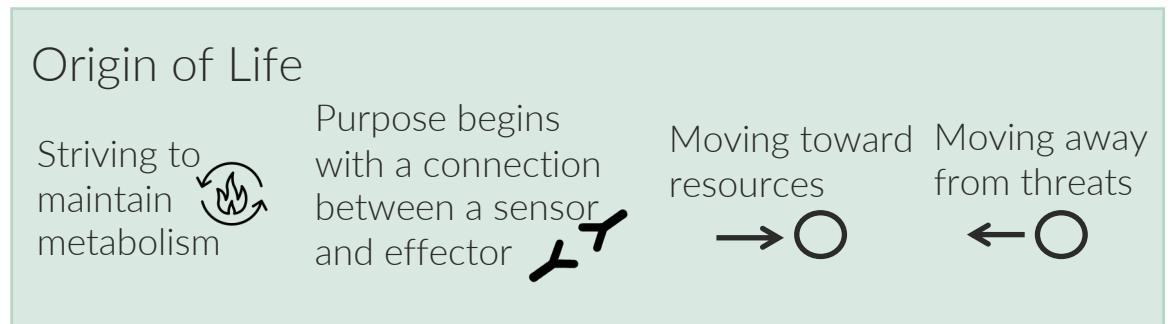 Origin of Life
Striving to
maintain
metabolism
Purpose begins
with a connection
between a sensor
and effector
Moving toward
resources
Moving away
from threats